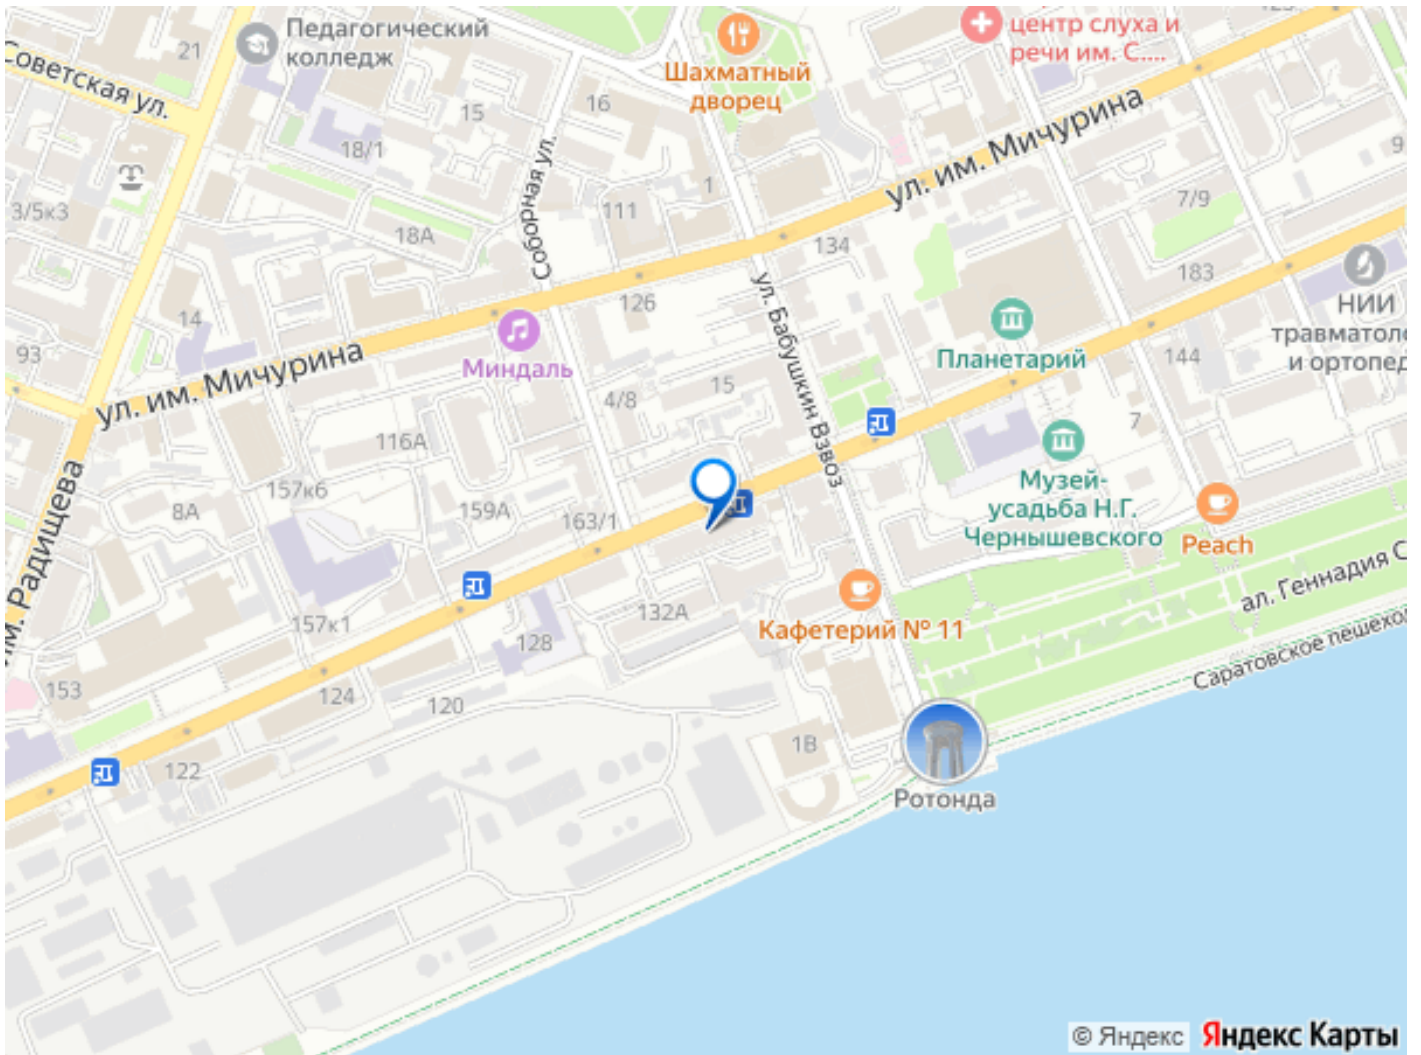 Педагогический
колледж
21
Советская ул.
центр слуха и
речи им. С....
Шахматный
дворец
15
16
18/1
ул. им. Мичурина
9
3/5к3
Соборная ул.
1
111
7/9
18А
134
183
126
ул. Бабушкин Взвоз
НИИ
травматоло
и ортопед
14
93
Миндаль
Планетарий
144
ул. им. Мичурина
4/8
15
7
116А
157к6
8А
159А
163/1
Музей-
усадьба Н.Г.
Чернышевского
Peach
им. Радищева
ал. Геннадия С
132А
Кафетерий № 11
157к1
128
Саратовское пешеход
153
124
120
122
1В
Ротонда
© Яндекс Яндекс Карты